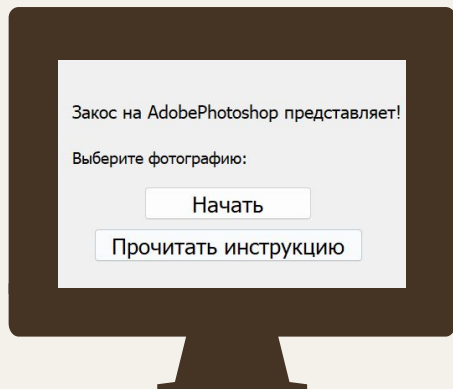 Закос на AdobePhotoshop представляет!
Выберите фотографию:
Начать
Прочитать инструкцию